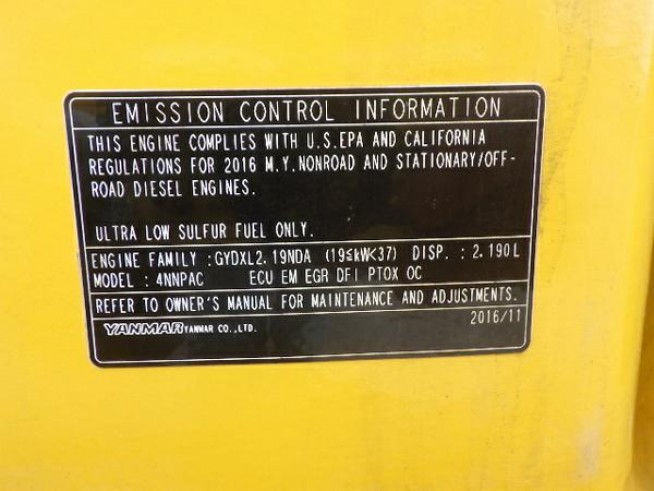 EMISSION CONTROL INFORMATION
THIS ENGINE COMPLIES WITH U.S.EPA AND CALIFORNIA
REGULATIONS FOR 2016 M.Y.NONROAD AND STATIONARY/OFF-
ROAD DIESEL ENGINES.
ULTRA LOW SULFUR FUEL ONLY.
ENGINE FAMILY : GYDXL2.19NDA (19≦kW<37) DISP. : 2.190L
MODEL : 4NNPAC ECU EM EGR DFI PTOX OC
REFER TO OWNER'S MANUAL FOR MAINTENANCE AND ADJUSTMENTS.
YANMAR YANMAR CO.,LTD. 2016/11